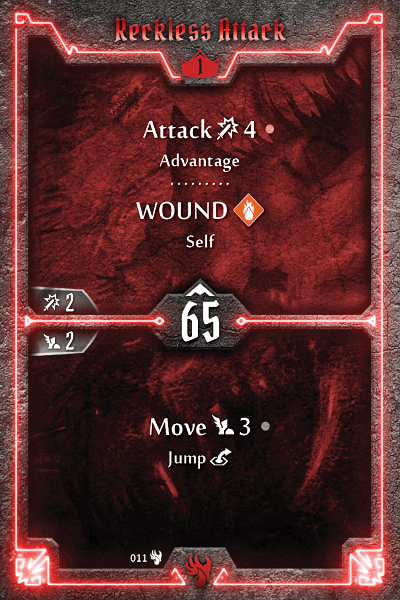 Reckless Attack
1
Attack 4
Advantage
WOUND
Self
2
65
2
Move 3
Jump
011